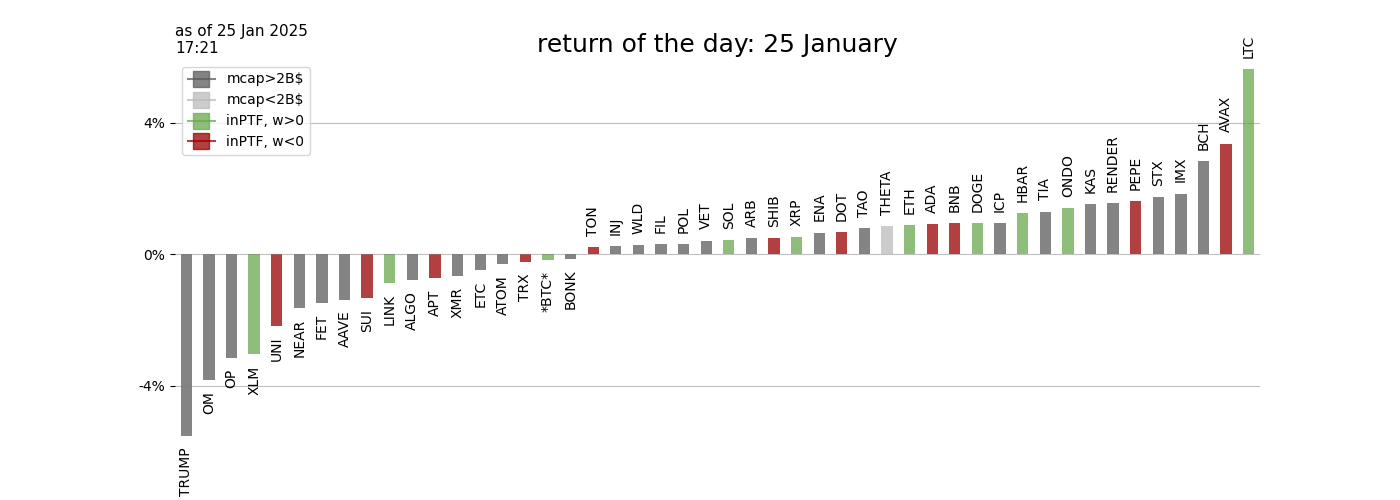 as of 25 Jan 2025
17:21
return of the day: 25 January
mcap>2B$
mcap<2B$
inPTF, w>0
inPTF, w<0
4%
0%
-4%
TRUMP
OM
OP
XLM
UNI
NEAR
FET
AAVE
SUI
LINK
ALGO
APT
XMR
ETC
ATOM
TRX
*BTC*
BONK
TON
INJ
WLD
FIL
POL
VET
SOL
ARB
SHIB
XRP
ENA
DOT
TAO
THETA
ETH
ADA
BNB
DOGE
ICP
HBAR
TIA
ONDO
KAS
RENDER
PEPE
STX
IMX
BCH
AVAX
LTC